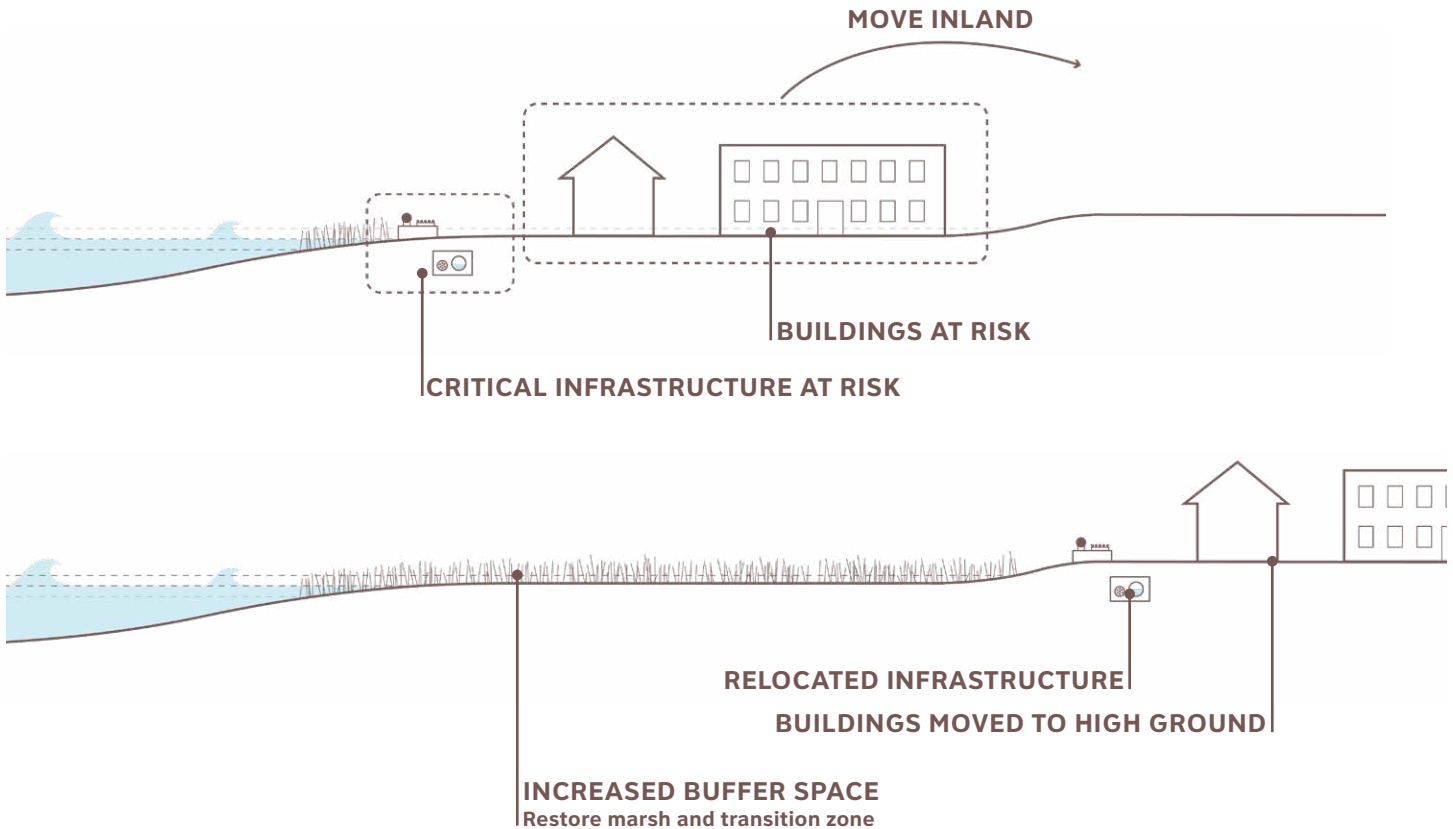 MOVE INLAND
BUILDINGS AT RISK
CRITICAL INFRASTRUCTURE AT RISK
RELOCATED INFRASTRUCTURE
BUILDINGS MOVED TO HIGH GROUND
INCREASED BUFFER SPACE
Restore marsh and transition zone